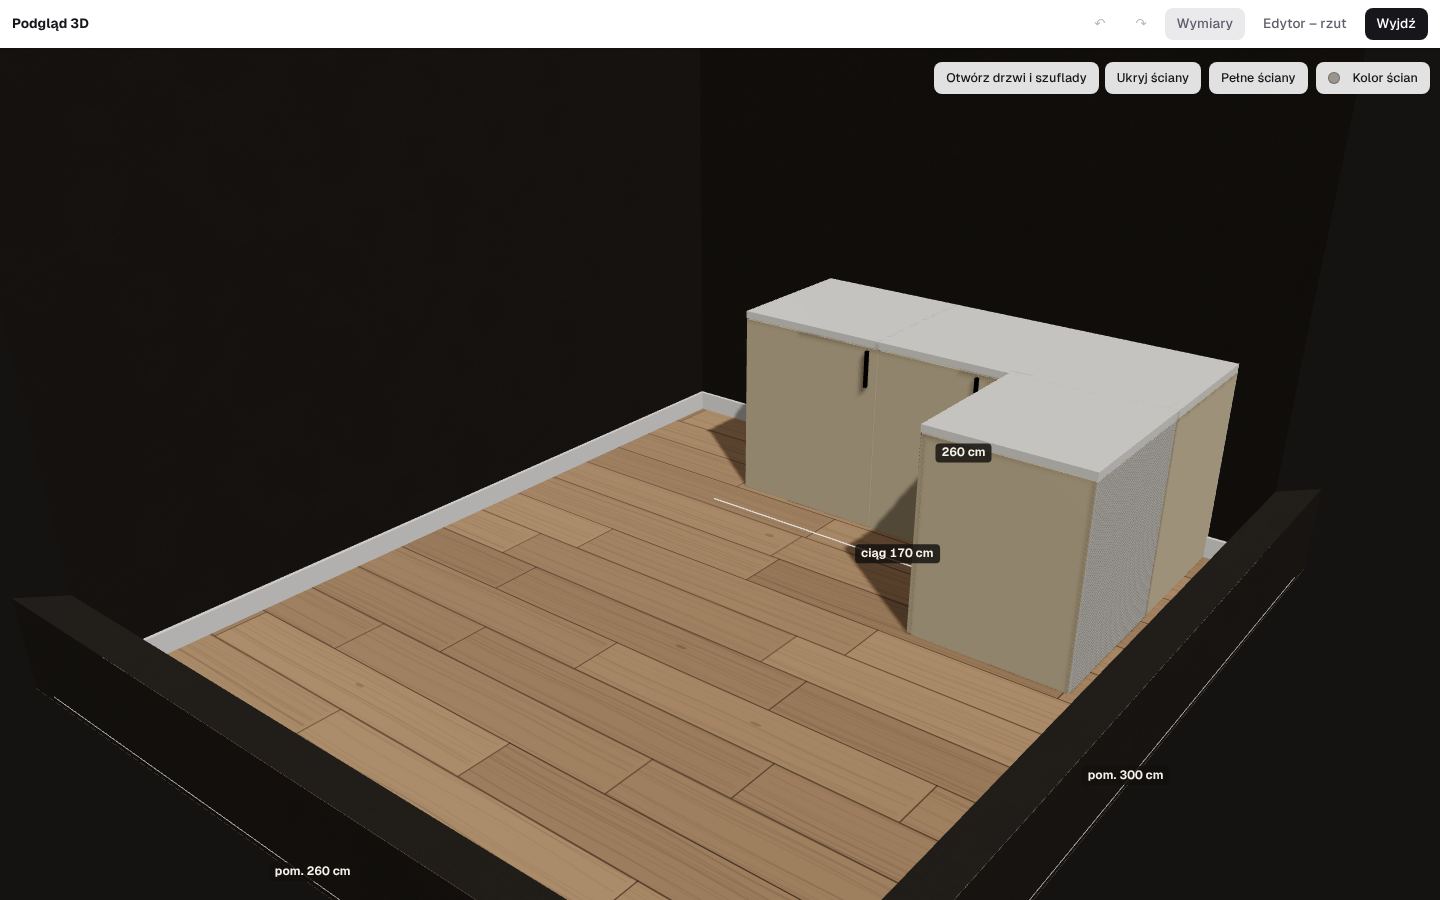 Podgląd 3D
↶ ↷ Wymiary Edytor – rzut Wyjdź
Otwórz drzwi i szuflady Ukryj ściany Pełne ściany Kolor ścian
260 cm
ciąg 170 cm
pom. 300 cm
pom. 260 cm